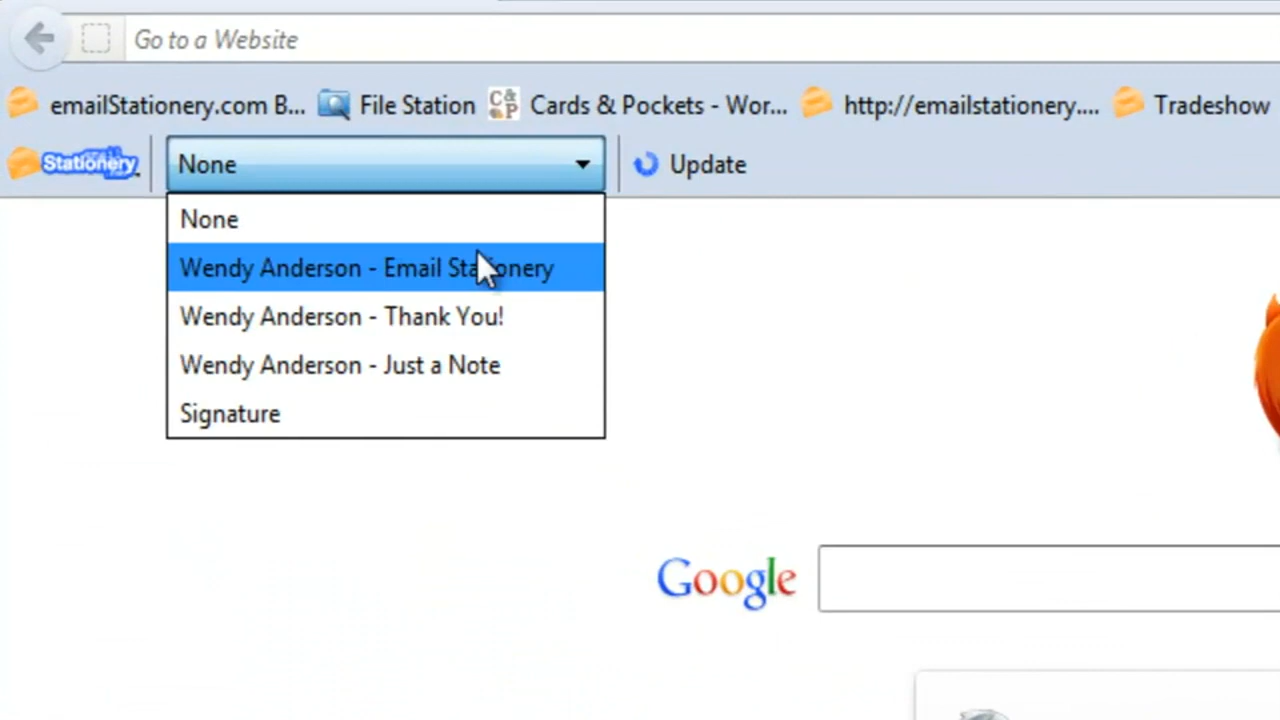 Go to a Website
emailStationery.com B... File Station C&P Cards & Pockets - Wor... http://emailstationery.... Tradeshow
Stationery None Update
None
Wendy Anderson - Email Stationery
Wendy Anderson - Thank You!
Wendy Anderson - Just a Note
Signature
Google